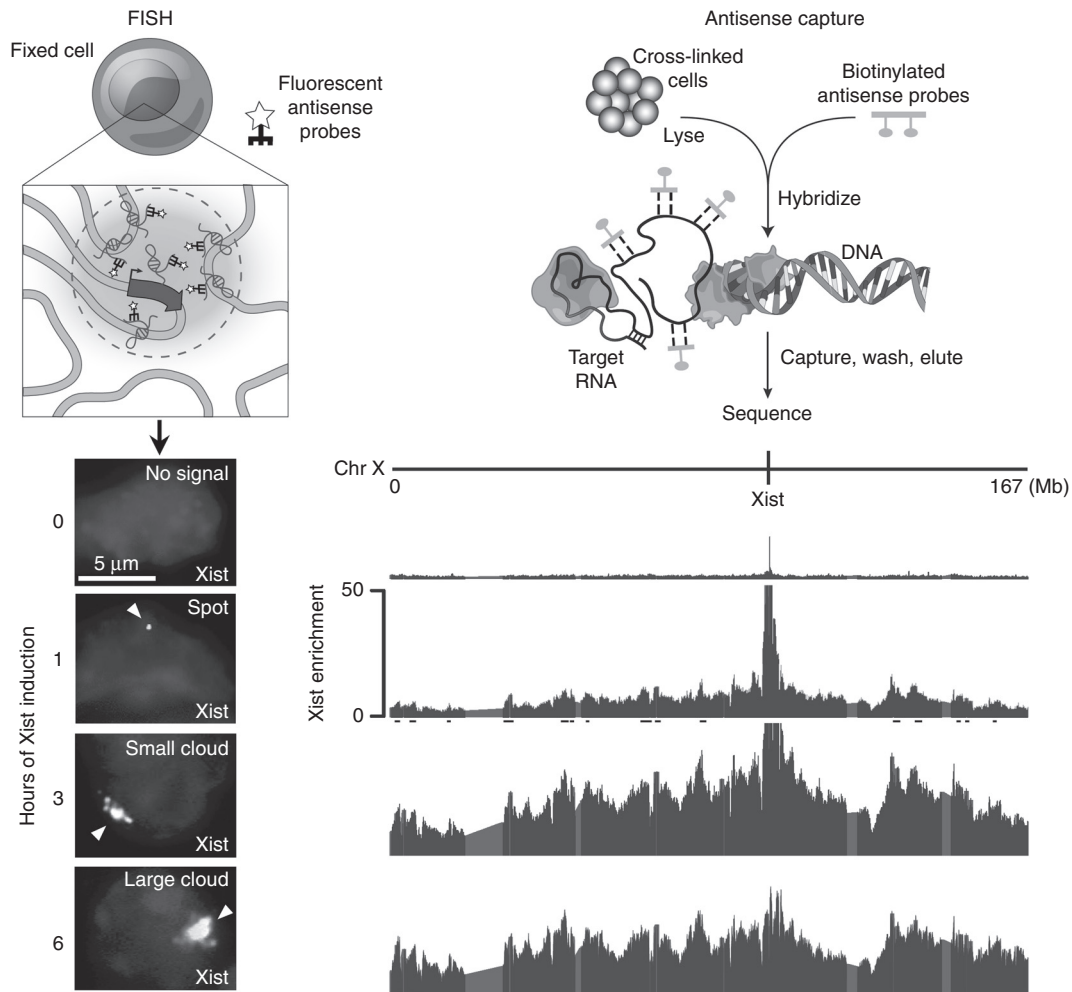 FISH
Fixed cell
Fluorescent
antisense
probes
Antisense capture
Cross-linked
cells
Biotinylated
antisense probes
Lyse
Hybridize
DNA
Target
RNA
Capture, wash, elute
Sequence
Hours of Xist induction
0
No signal
5 μm
Xist
1
Spot
Xist
3
Small cloud
Xist
6
Large cloud
Xist
Chr X
0
Xist
167 (Mb)
Xist enrichment
50
0